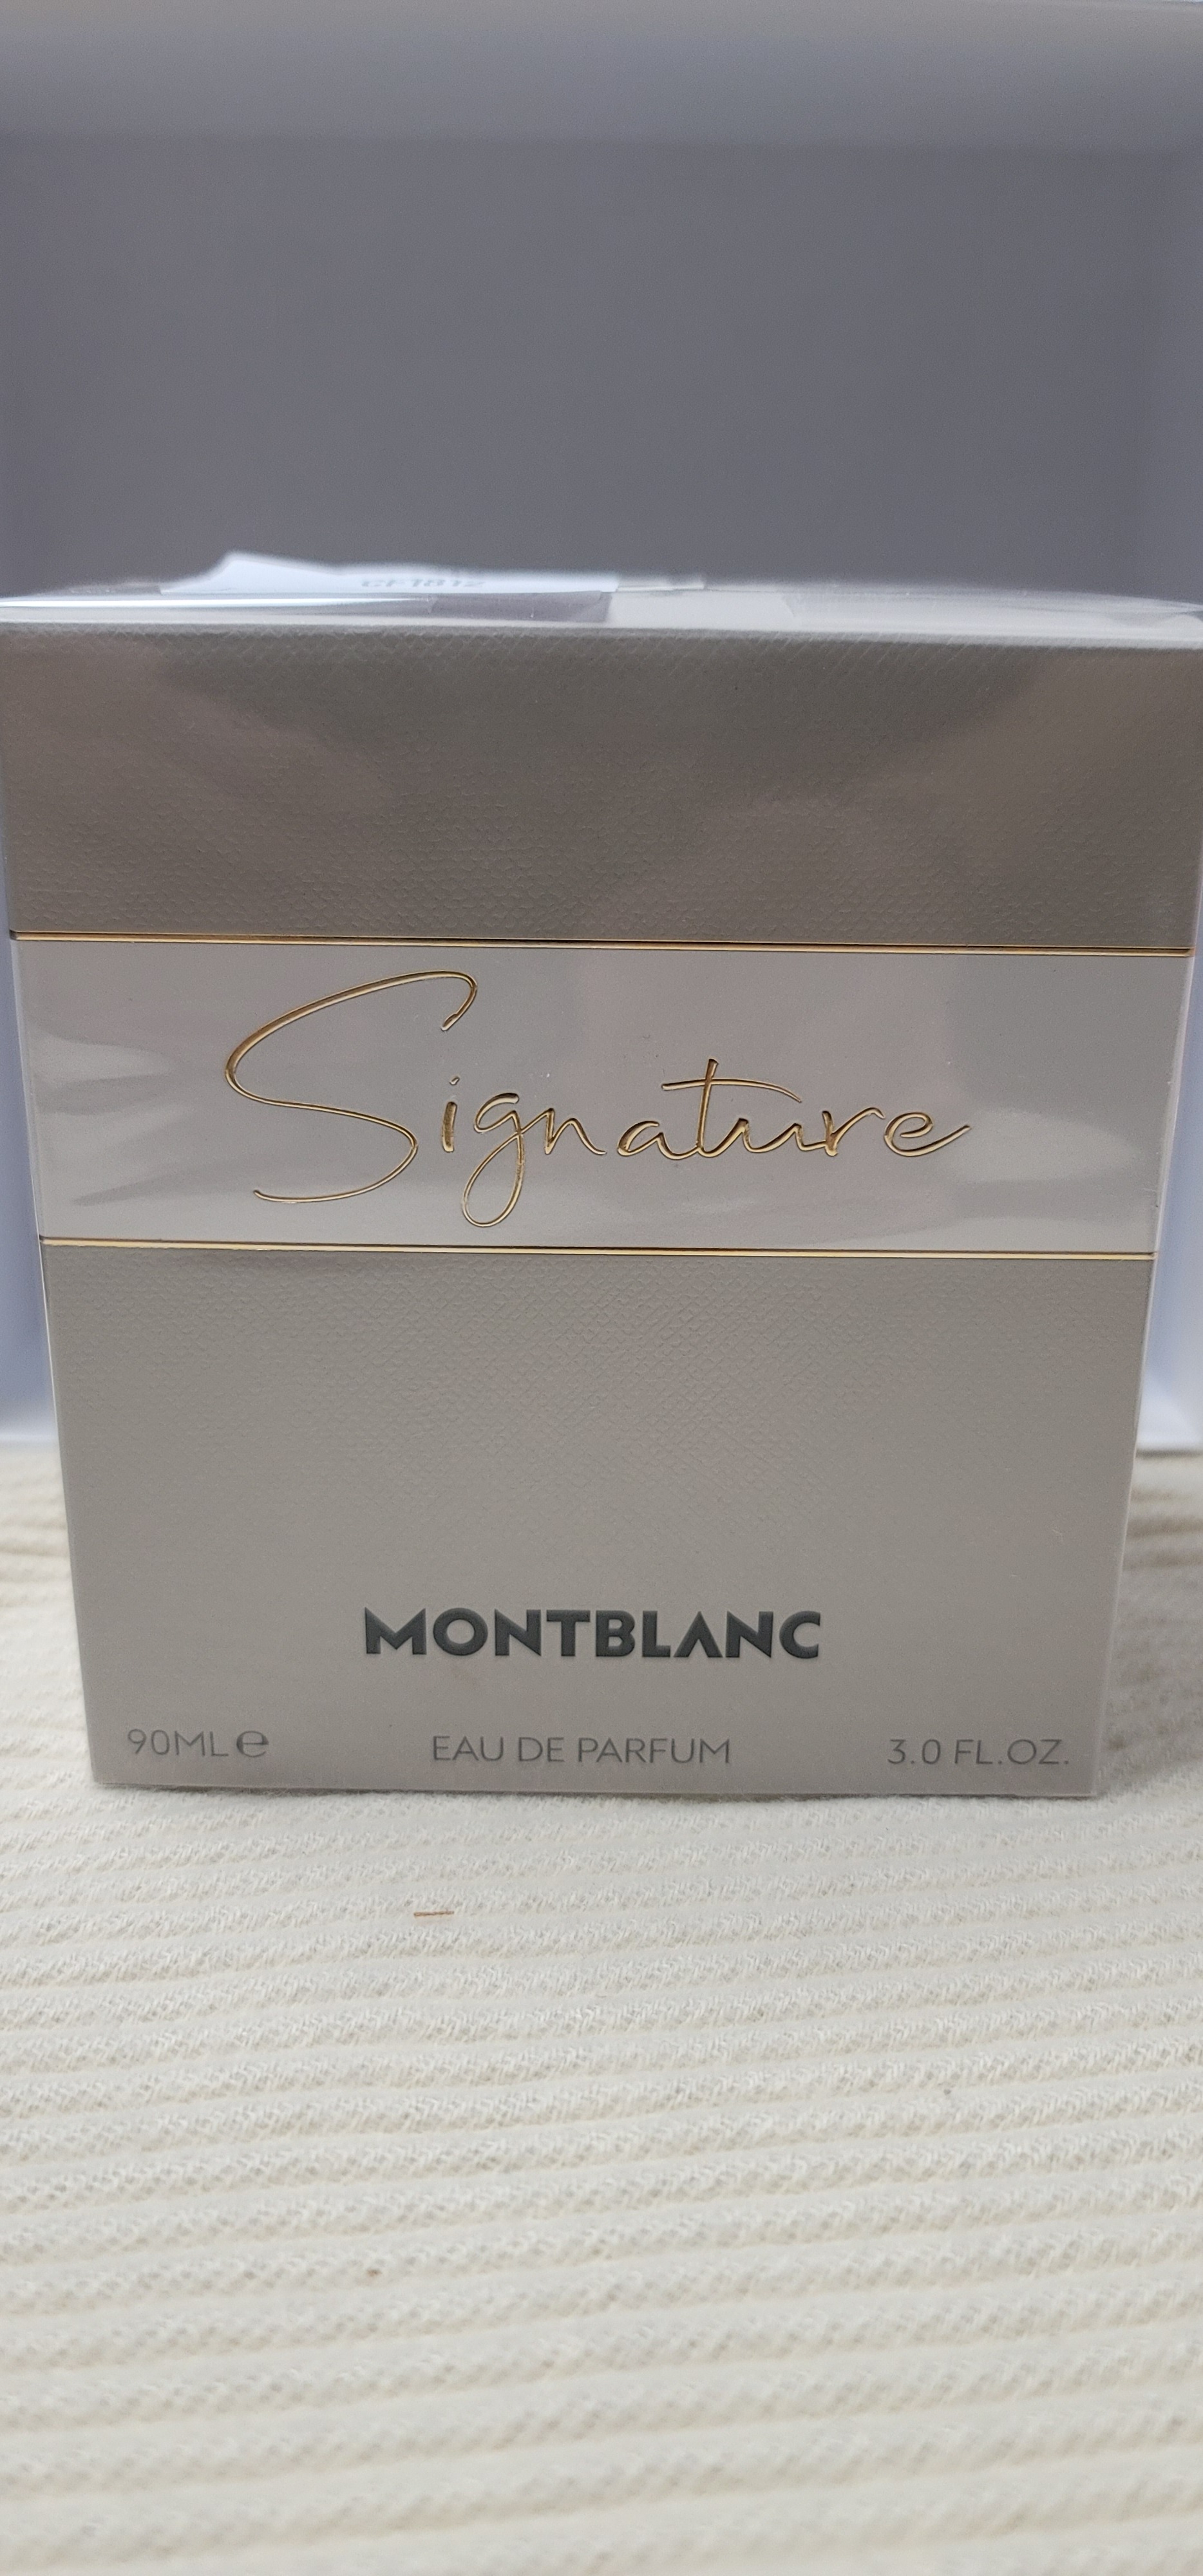 Signature
MONTBLANC
90ML ℮ EAU DE PARFUM 3.0 FL.OZ.